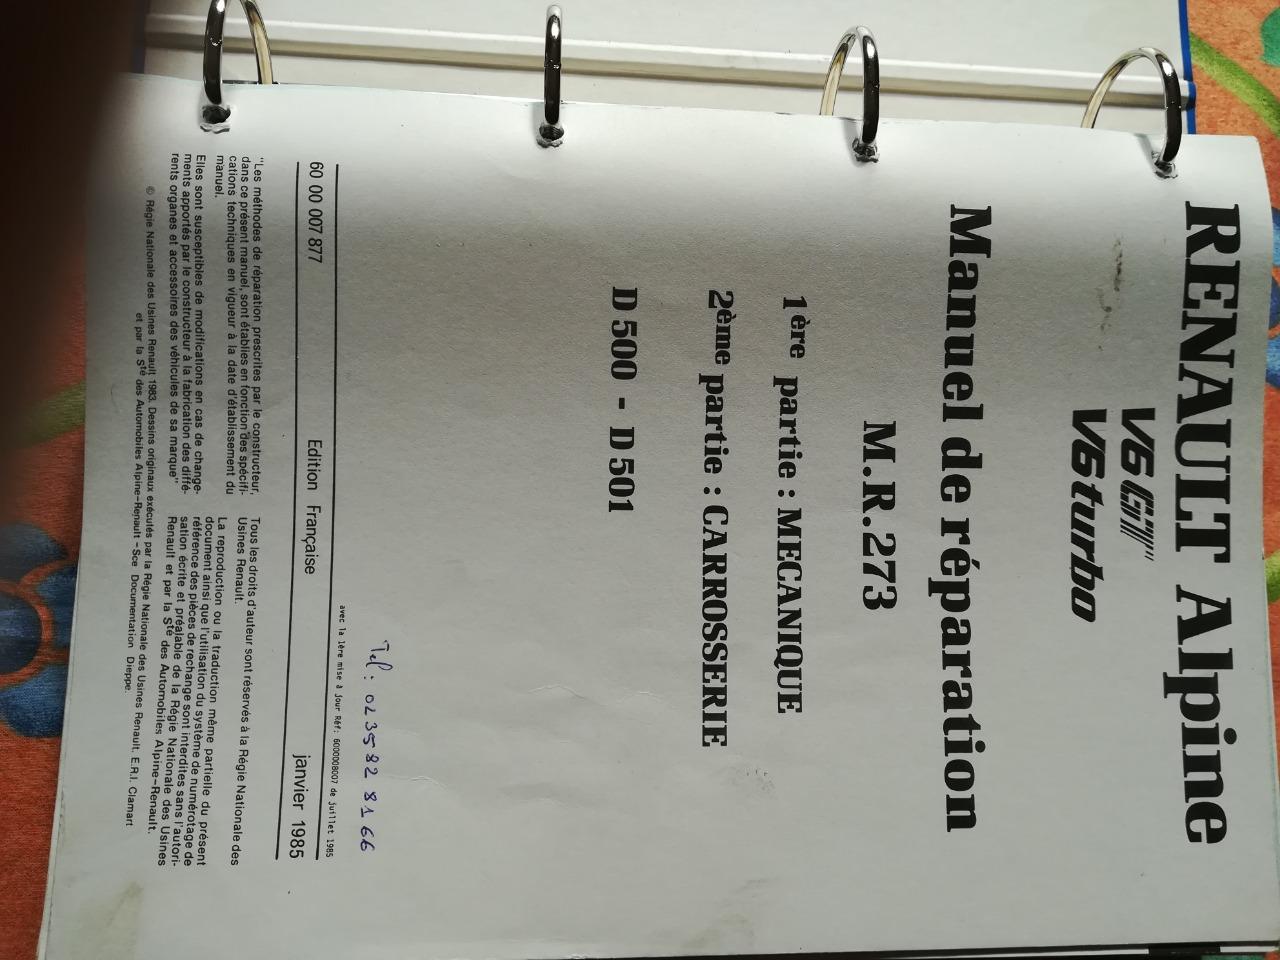 RENAULT Alpine
V6 GT
V6 turbo
Manuel de réparation
M.R.273
1ère partie : MECANIQUE
2ème partie : CARROSSERIE
D 500 - D 501
Tel : 0235 82 81 66
avec la 1ère mise à jour Réf: 6000008007 de juillet 1985
60 00 007 877 Edition Française janvier 1985
"Les méthodes de réparation prescrites par le constructeur,
dans ce présent manuel, sont établies en fonction des spécifi-
cations techniques en vigueur à la date d'établissement du
manuel.
Elles sont susceptibles de modifications en cas de change-
ments apportés par le constructeur à la fabrication des diffé-
rents organes et accessoires des véhicules de sa marque"
Tous les droits d'auteur sont réservés à la Régie Nationale des
Usines Renault.
La reproduction ou la traduction même partielle du présent
document ainsi que l'utilisation du système de numérotage de
référence des pièces de rechange sont interdites sans l'autori-
sation écrite et préalable de la Régie Nationale des Usines
Renault et par la Sté des Automobiles Alpine-Renault.
© Régie Nationale des Usines Renault 1983. Dessins originaux exécutés par la Régie Nationale des Usines Renault. E.R.I. Clamart
et par la Sté des Automobiles Alpine-Renault - Sce Documentation Dieppe.